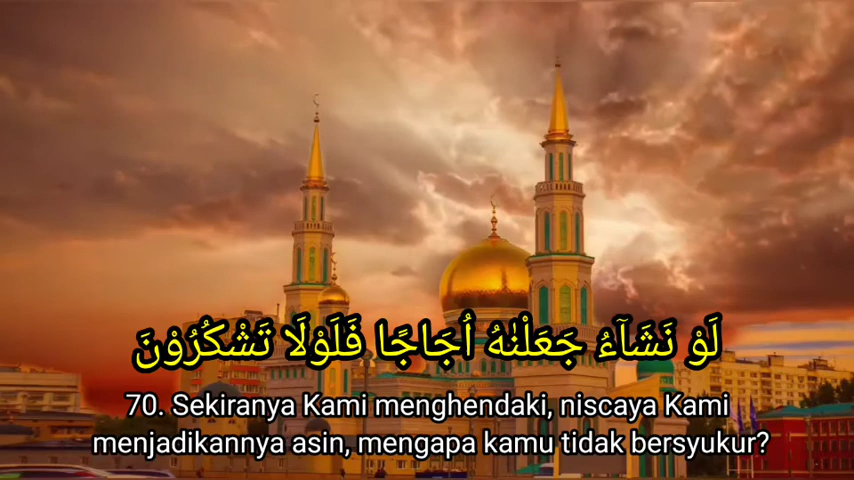 لَوْ نَشَآءُ جَعَلْنٰهُ اُجَاجًا فَلَوْلَا تَشْكُرُوْنَ
70. Sekiranya Kami menghendaki, niscaya Kami
menjadikannya asin, mengapa kamu tidak bersyukur?